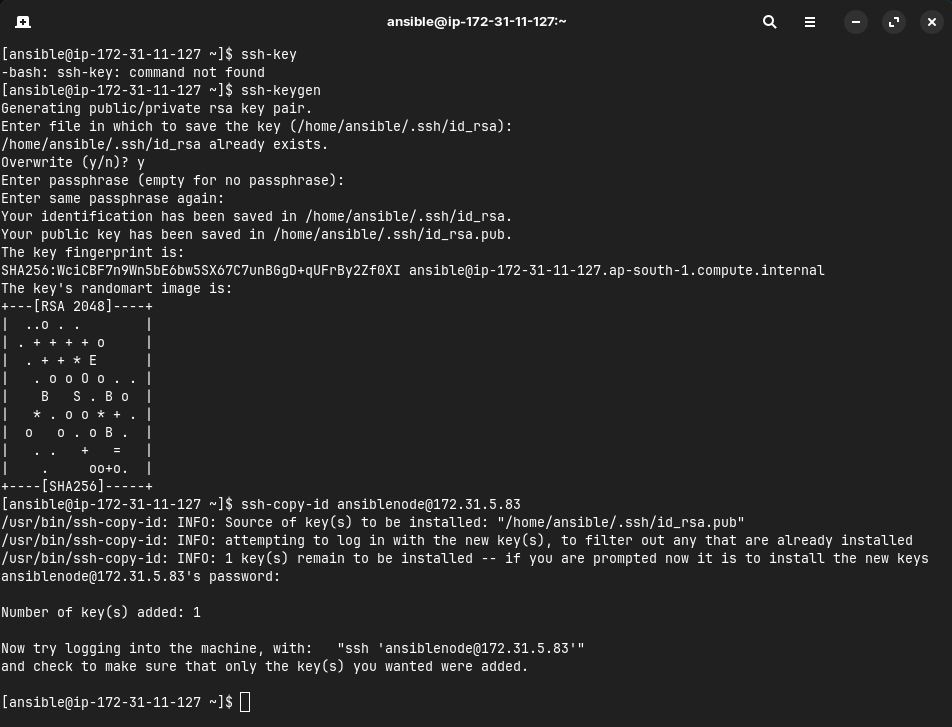 ansible@ip-172-31-11-127:~
[ansible@ip-172-31-11-127 ~]$ ssh-key
-bash: ssh-key: command not found
[ansible@ip-172-31-11-127 ~]$ ssh-keygen
Generating public/private rsa key pair.
Enter file in which to save the key (/home/ansible/.ssh/id_rsa):
/home/ansible/.ssh/id_rsa already exists.
Overwrite (y/n)? y
Enter passphrase (empty for no passphrase):
Enter same passphrase again:
Your identification has been saved in /home/ansible/.ssh/id_rsa.
Your public key has been saved in /home/ansible/.ssh/id_rsa.pub.
The key fingerprint is:
SHA256:WciCBF7n9Wn5bE6bw5SX67C7unBGgD+qUFrBy2Zf0XI ansible@ip-172-31-11-127.ap-south-1.compute.internal
The key's randomart image is:
+---[RSA 2048]----+
|  ..o . .        |
| . + + + + o     |
|  . + + * E      |
|   . o o O o . . |
|    B   S . B o  |
|   * . o o * + . |
|  o   o . o B .  |
|   . .   +   =   |
|    .     oo+o.  |
+----[SHA256]-----+
[ansible@ip-172-31-11-127 ~]$ ssh-copy-id ansiblenode@172.31.5.83
/usr/bin/ssh-copy-id: INFO: Source of key(s) to be installed: "/home/ansible/.ssh/id_rsa.pub"
/usr/bin/ssh-copy-id: INFO: attempting to log in with the new key(s), to filter out any that are already installed
/usr/bin/ssh-copy-id: INFO: 1 key(s) remain to be installed -- if you are prompted now it is to install the new keys
ansiblenode@172.31.5.83's password:
Number of key(s) added: 1
Now try logging into the machine, with:   "ssh 'ansiblenode@172.31.5.83'"
and check to make sure that only the key(s) you wanted were added.
[ansible@ip-172-31-11-127 ~]$